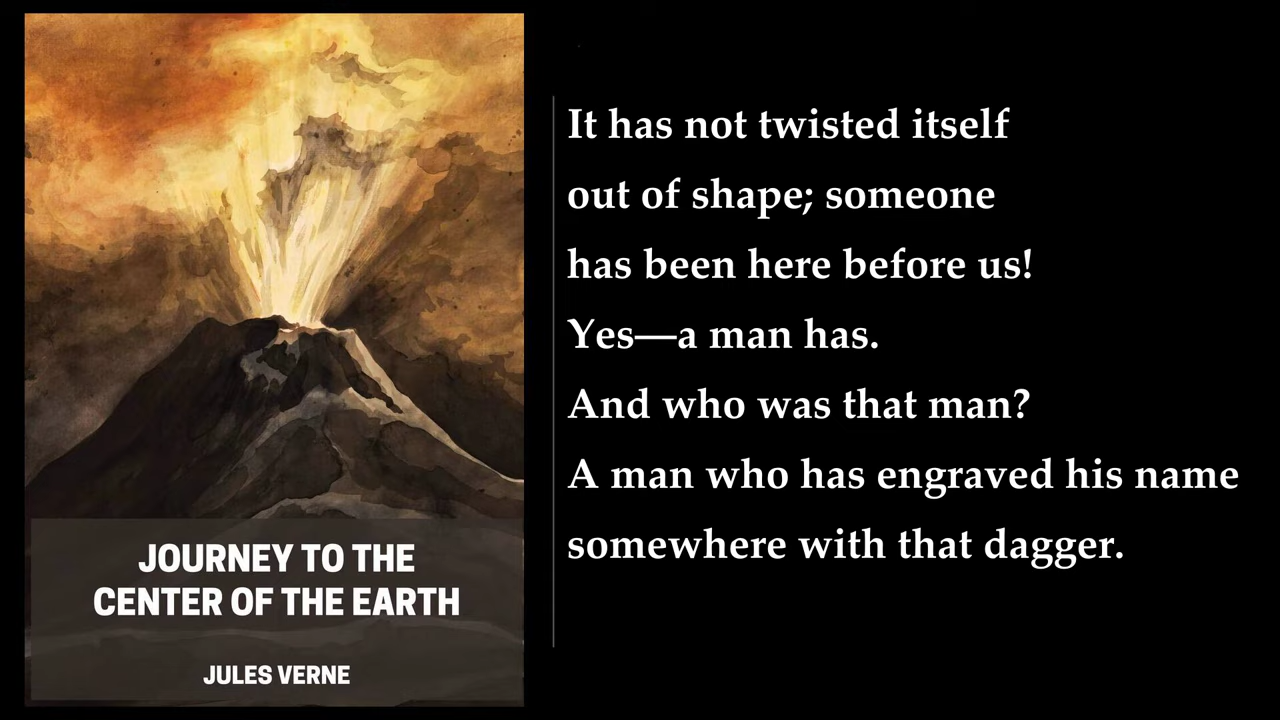 JOURNEY TO THE
CENTER OF THE EARTH
JULES VERNE
It has not twisted itself
out of shape; someone
has been here before us!
Yes—a man has.
And who was that man?
A man who has engraved his name
somewhere with that dagger.